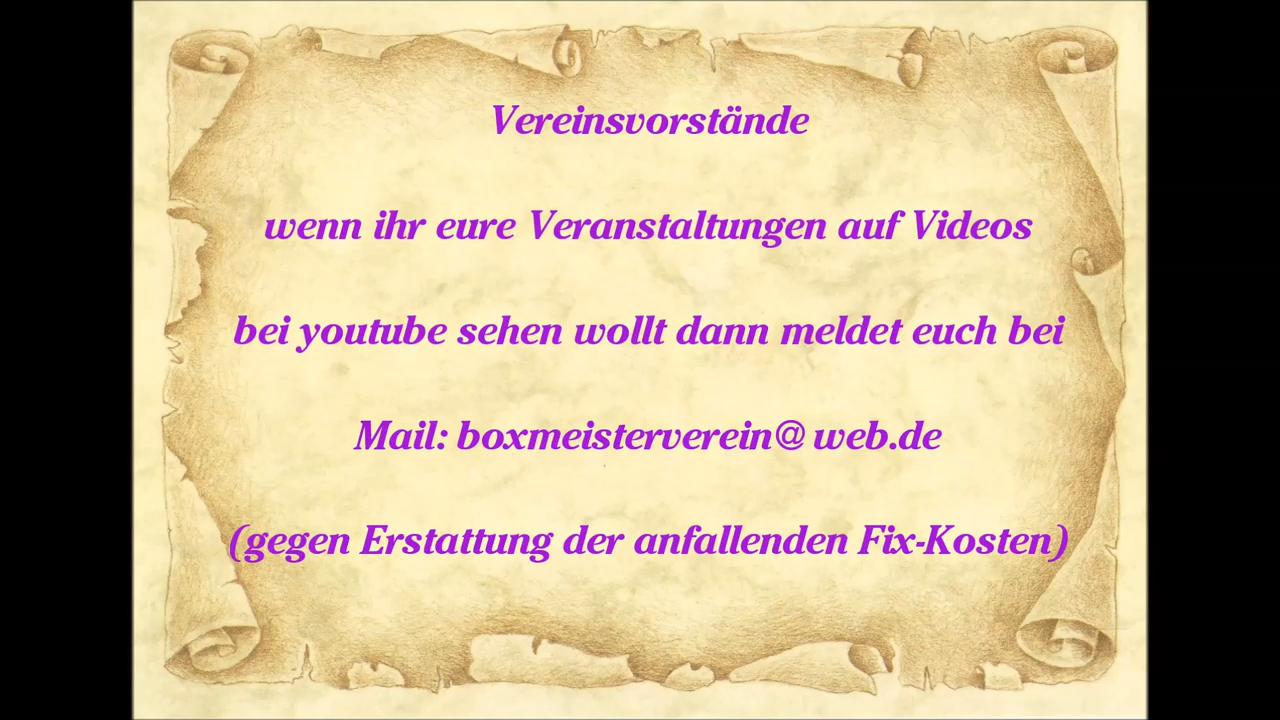 Vereinsvorstände
wenn ihr eure Veranstaltungen auf Videos
bei youtube sehen wollt dann meldet euch bei
Mail: boxmeisterverein@web.de
(gegen Erstattung der anfallenden Fix-Kosten)